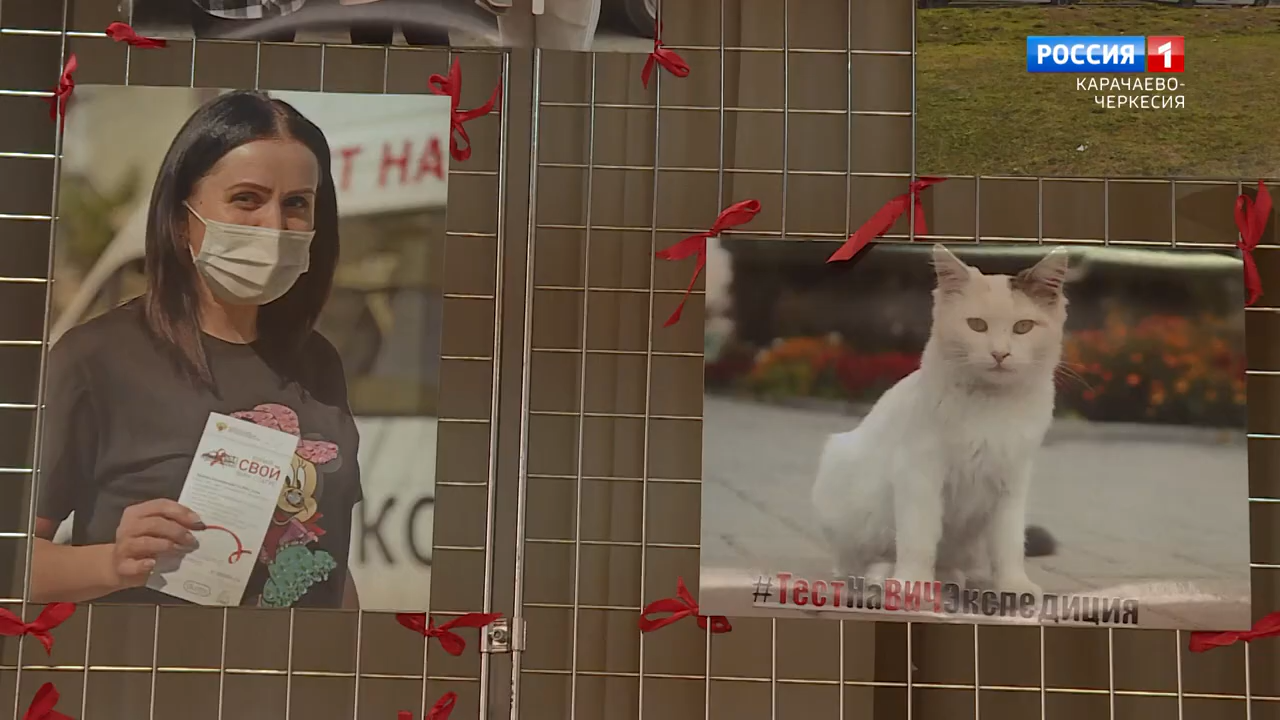 РОССИЯ 1
КАРАЧАЕВО-
ЧЕРКЕСИЯ
Т НА
СВОЙ
КО
#ТестНаВИЧЭкспедиция